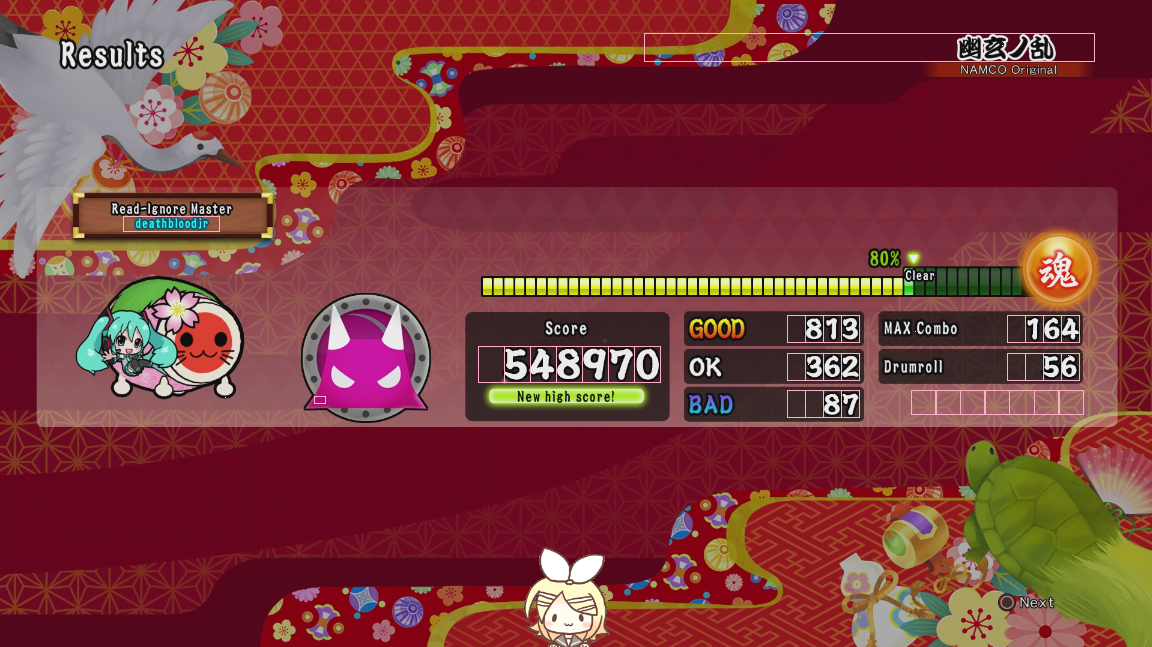 Results
幽玄ノ乱
NAMCO Original
Read-Ignore Master
deathbloodjr
80%
Clear
魂
Score
548970
New high score!
GOOD 813
OK 362
BAD 87
MAX Combo 164
Drumroll 56
Next